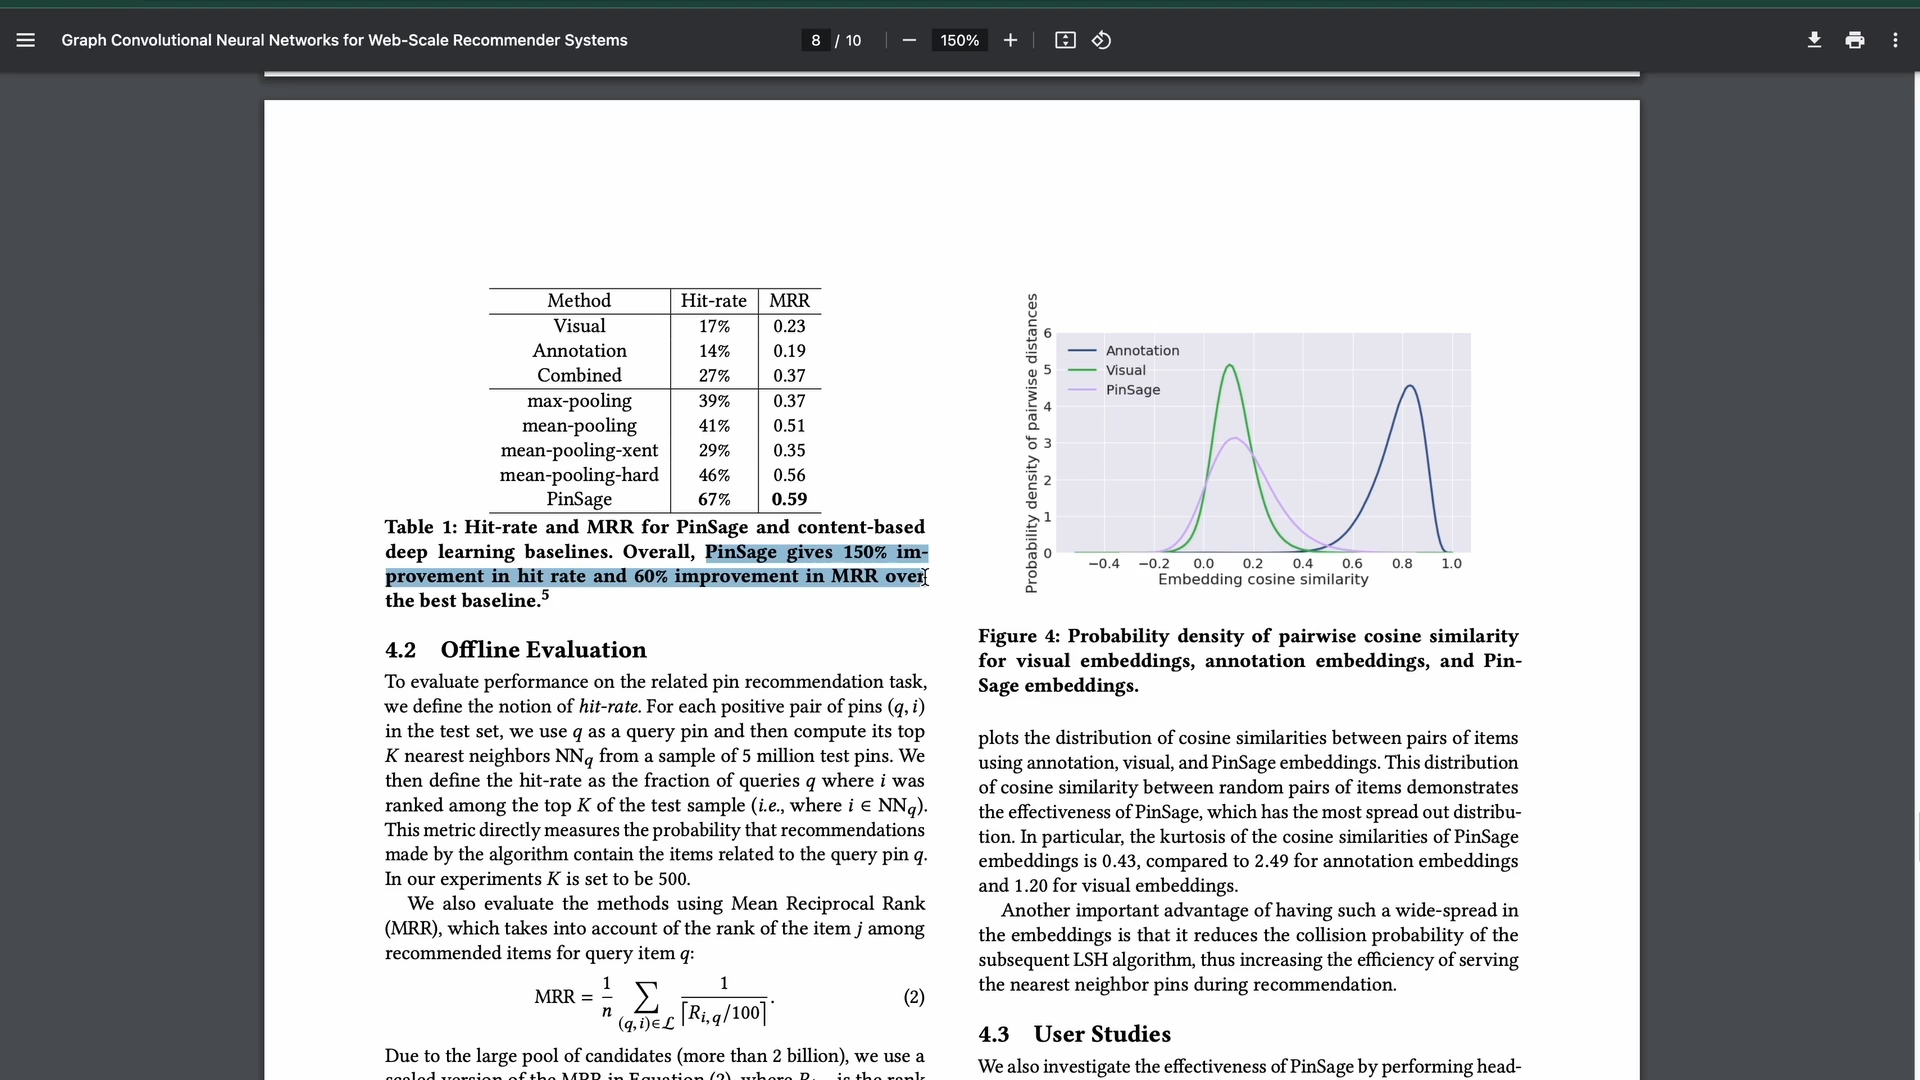 Graph Convolutional Neural Networks for Web-Scale Recommender Systems
8 / 10
150%
Method Hit-rate MRR
Visual 17% 0.23
Annotation 14% 0.19
Combined 27% 0.37
max-pooling 39% 0.37
mean-pooling 41% 0.51
mean-pooling-xent 29% 0.35
mean-pooling-hard 46% 0.56
PinSage 67% 0.59
Table 1: Hit-rate and MRR for PinSage and content-based
deep learning baselines. Overall, PinSage gives 150% im-
provement in hit rate and 60% improvement in MRR over
the best baseline.5
4.2 Offline Evaluation
To evaluate performance on the related pin recommendation task,
we define the notion of hit-rate. For each positive pair of pins (q, i)
in the test set, we use q as a query pin and then compute its top
K nearest neighbors NNq from a sample of 5 million test pins. We
then define the hit-rate as the fraction of queries q where i was
ranked among the top K of the test sample (i.e., where i ∈ NNq).
This metric directly measures the probability that recommendations
made by the algorithm contain the items related to the query pin q.
In our experiments K is set to be 500.
We also evaluate the methods using Mean Reciprocal Rank
(MRR), which takes into account of the rank of the item j among
recommended items for query item q:
MRR = 1/n ∑(q,i)∈ℒ 1/⌈Ri,q/100⌉. (2)
Due to the large pool of candidates (more than 2 billion), we use a
scaled version of the MRR in Equation (2), where
is the rank
Probability density of pairwise distances
6
5
4
3
2
1
0
Annotation
Visual
PinSage
−0.4 −0.2 0.0 0.2 0.4 0.6 0.8 1.0
Embedding cosine similarity
Figure 4: Probability density of pairwise cosine similarity
for visual embeddings, annotation embeddings, and Pin-
Sage embeddings.
plots the distribution of cosine similarities between pairs of items
using annotation, visual, and PinSage embeddings. This distribution
of cosine similarity between random pairs of items demonstrates
the effectiveness of PinSage, which has the most spread out distribu-
tion. In particular, the kurtosis of the cosine similarities of PinSage
embeddings is 0.43, compared to 2.49 for annotation embeddings
and 1.20 for visual embeddings.
Another important advantage of having such a wide-spread in
the embeddings is that it reduces the collision probability of the
subsequent LSH algorithm, thus increasing the efficiency of serving
the nearest neighbor pins during recommendation.
4.3 User Studies
We also investigate the effectiveness of PinSage by performing head-